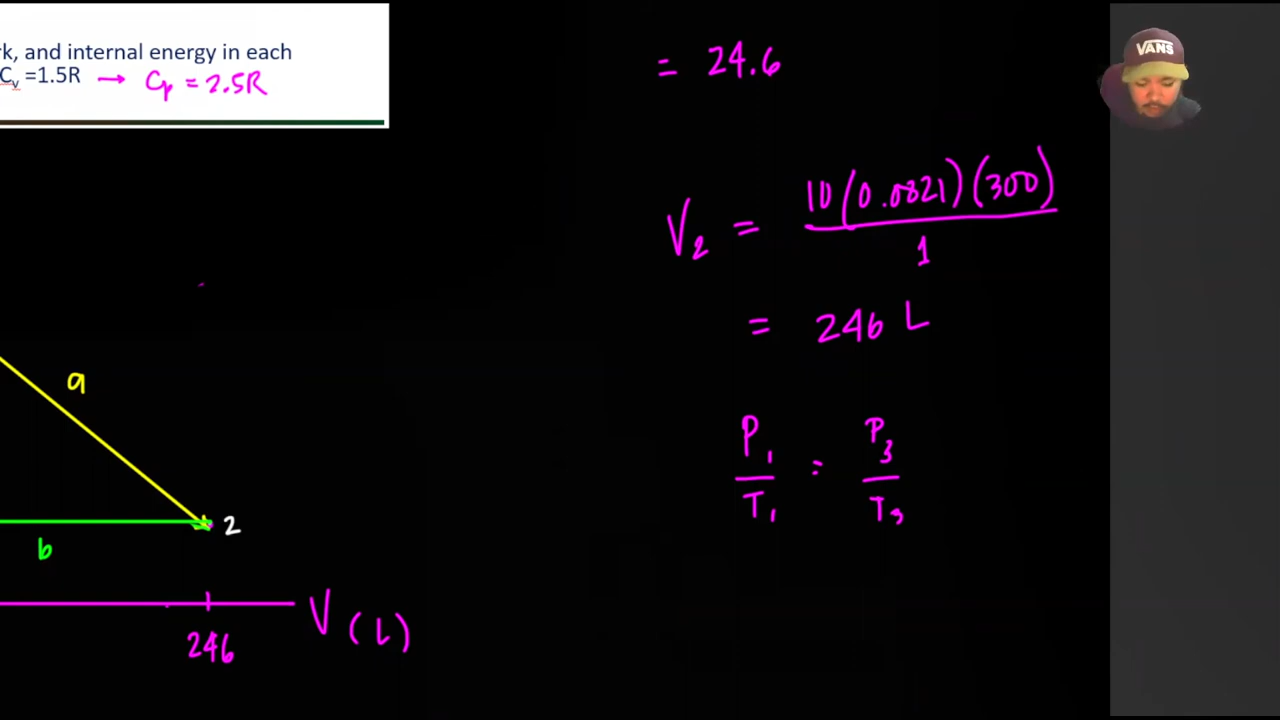 rk, and internal energy in each
Cv =1.5R → Cp = 2.5R
= 24.6
V2 = 10(0.0821)(300) / 1
= 246 L
P1 / T1 = P3 / T3
a
2
b
V (L)
246
VANS